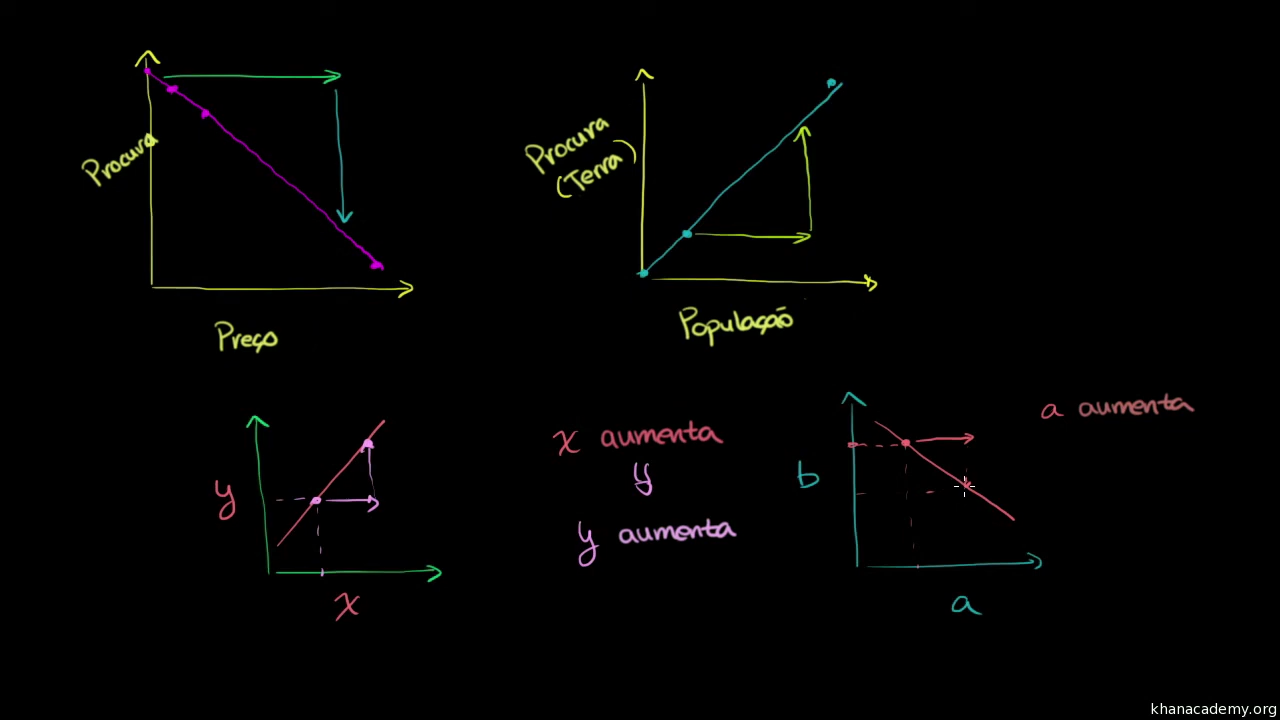 Procura
Preço
Procura
(Terra)
População
y
x
x aumenta
y
y aumenta
b
a
a aumenta
khanacademy.org